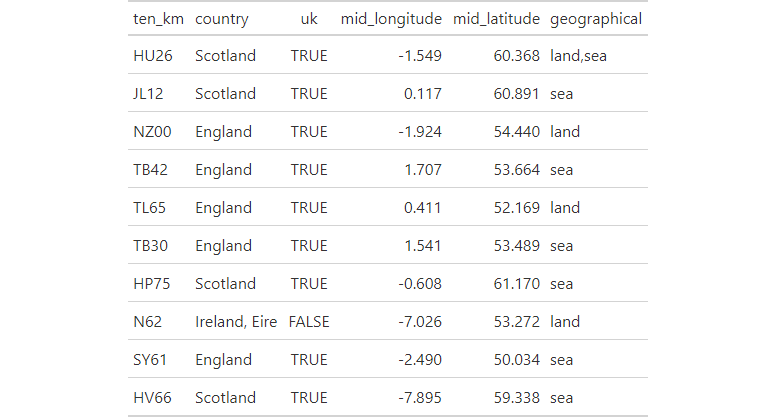 ten_km country uk mid_longitude mid_latitude geographical
HU26 Scotland TRUE -1.549 60.368 land,sea
JL12 Scotland TRUE 0.117 60.891 sea
NZ00 England TRUE -1.924 54.440 land
TB42 England TRUE 1.707 53.664 sea
TL65 England TRUE 0.411 52.169 land
TB30 England TRUE 1.541 53.489 sea
HP75 Scotland TRUE -0.608 61.170 sea
N62 Ireland, Eire FALSE -7.026 53.272 land
SY61 England TRUE -2.490 50.034 sea
HV66 Scotland TRUE -7.895 59.338 sea